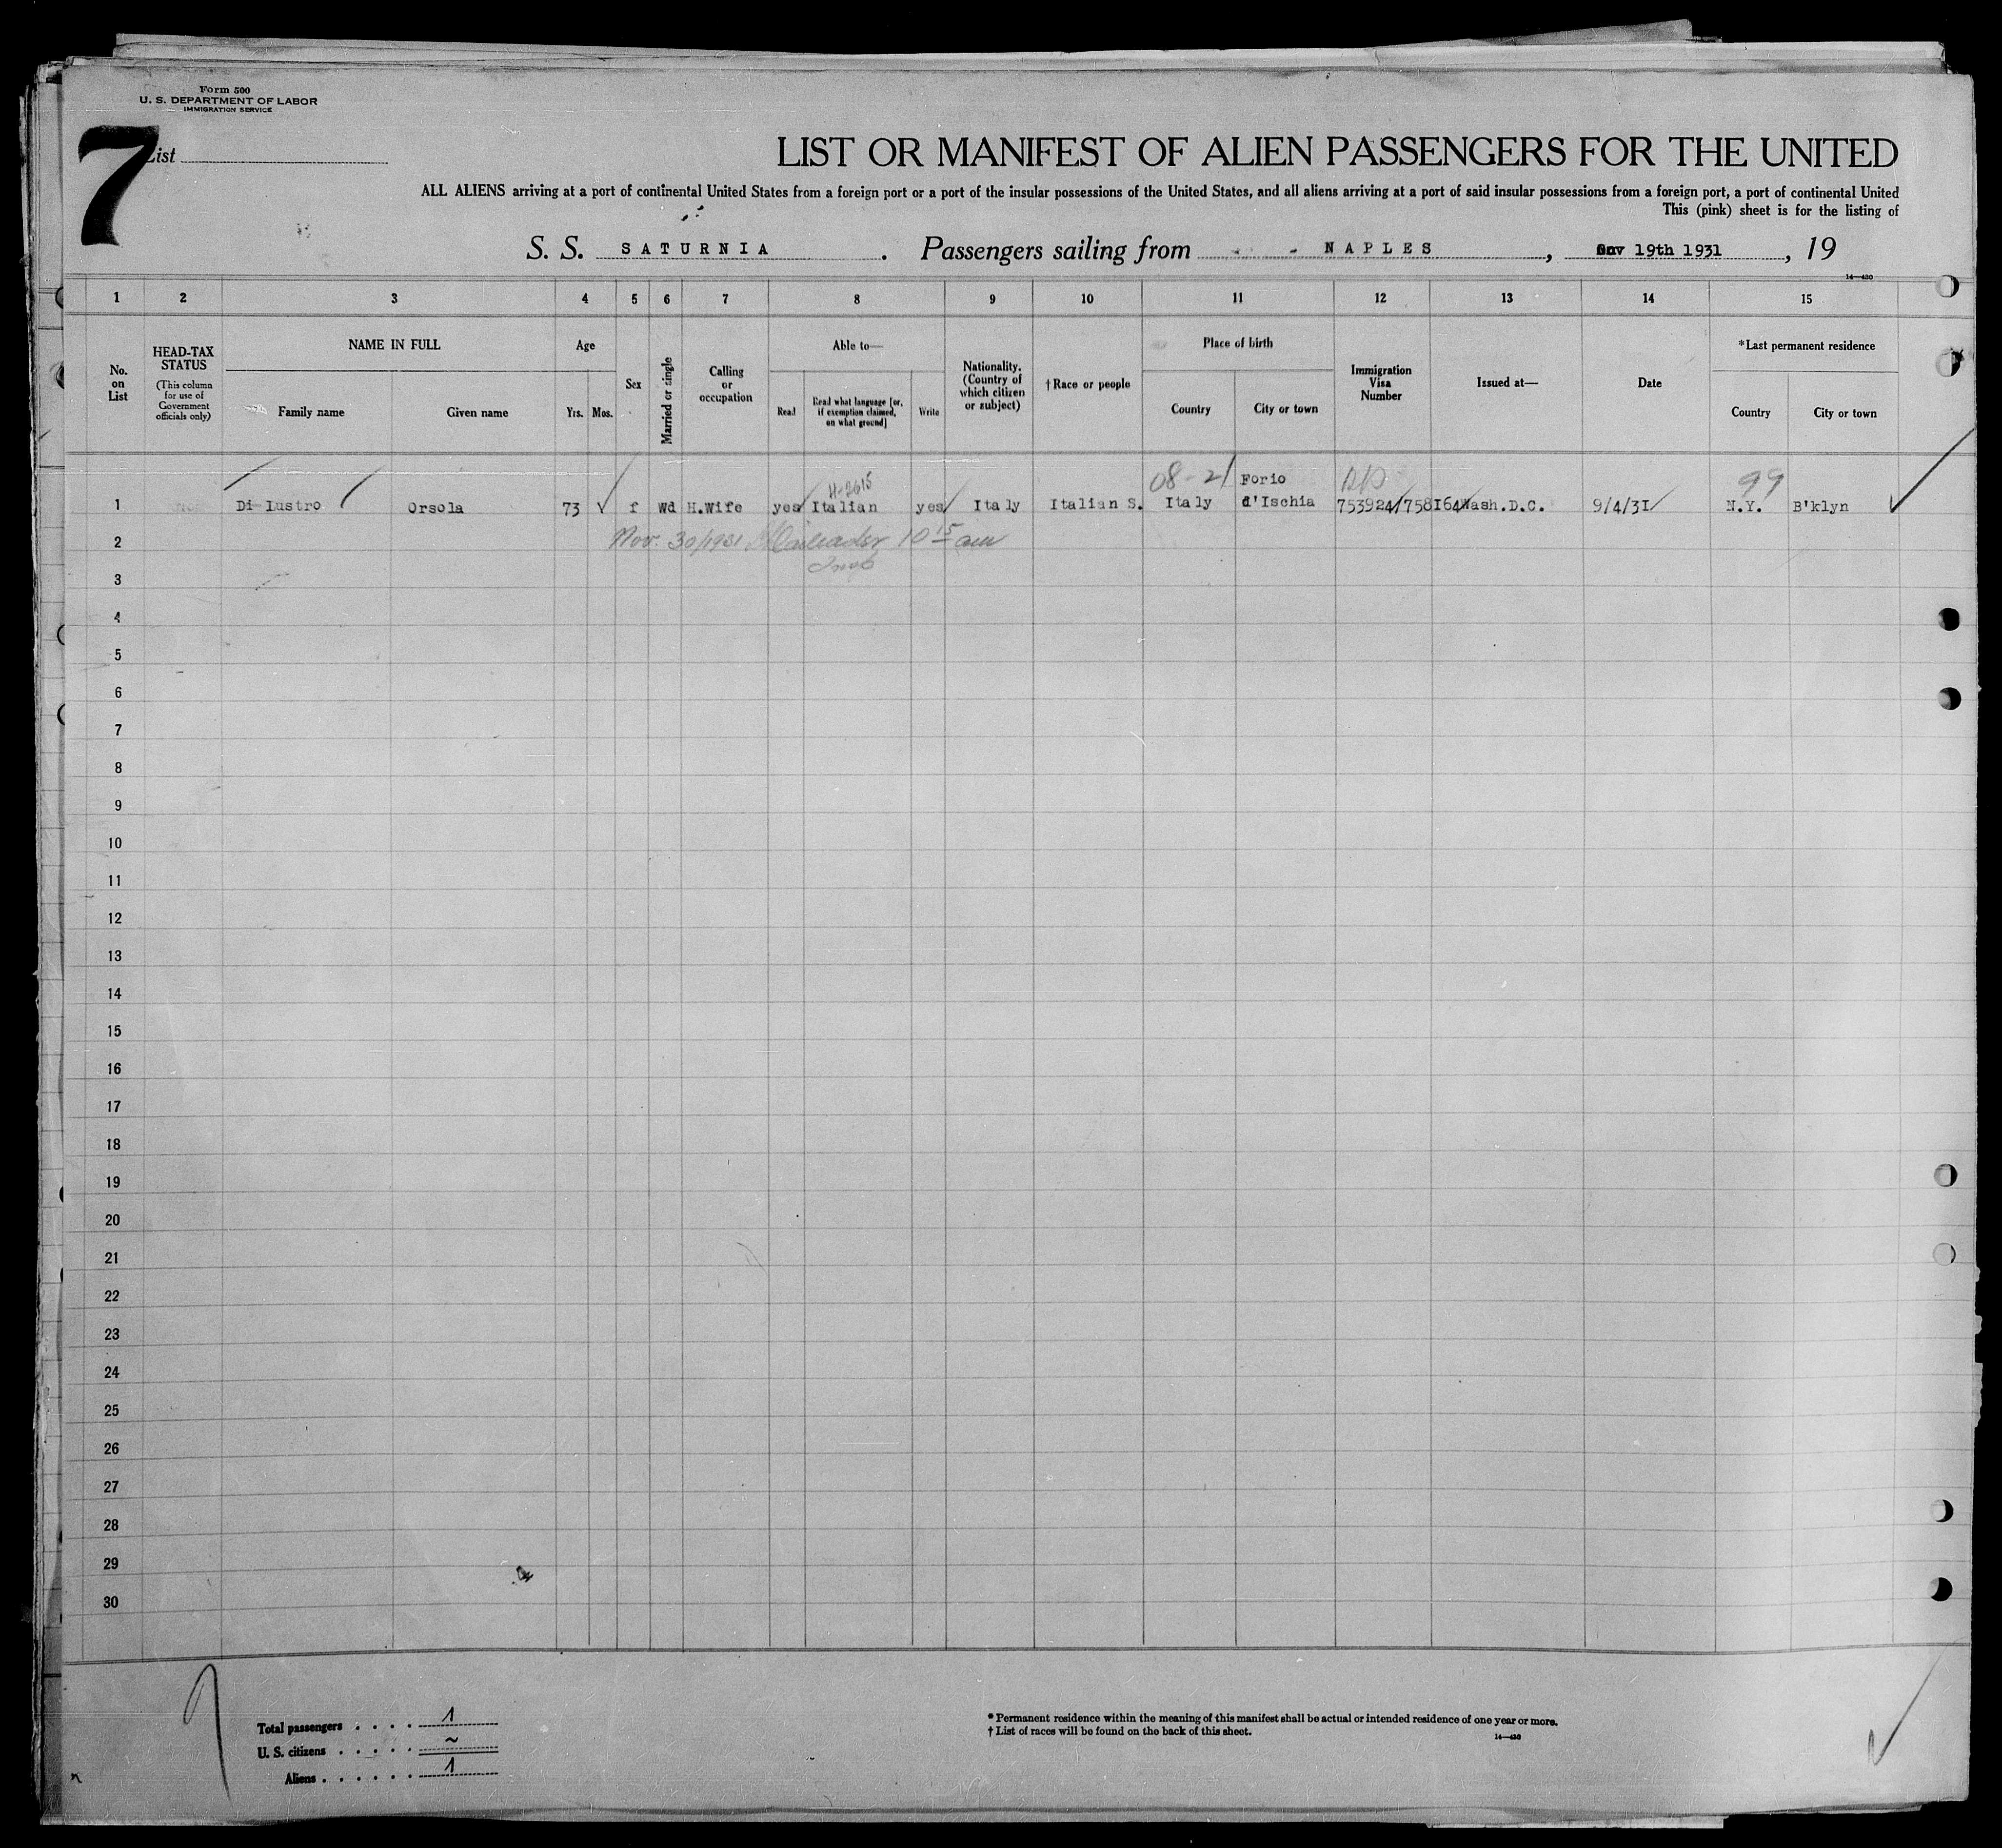 Form 500
U. S. DEPARTMENT OF LABOR
IMMIGRATION SERVICE
7
List
LIST OR MANIFEST OF ALIEN PASSENGERS FOR THE UNITED
ALL ALIENS arriving at a port of continental United States from a foreign port or a port of the insular possessions of the United States, and all aliens arriving at a port of said insular possessions from a foreign port, a port of continental United
This (pink) sheet is for the listing of
S. S. SATURNIA . Passengers sailing from NAPLES , 19th 1931 , 19
14—430
1 2 3 4 5 6 7 8 9 10 11 12 13 14 15
No. on List
HEAD-TAX STATUS
(This column for use of Government officials only)
NAME IN FULL
Family name Given name
Age
Yrs. Mos.
Sex
Married or single
Calling or occupation
Able to—
Read
Read what language [or, if exemption claimed, on what ground]
Write
Nationality. (Country of which citizen or subject)
†Race or people
Place of birth
Country City or town
Immigration Visa Number
Issued at—
Date
*Last permanent residence
Country City or town
H-2615 08-21 Forio 99
1 Di Lustro Orsola 73 f Wd H.Wife yes Italian yes Italy Italian S. Italy d'Ischia 753924/758164 Wash.D.C. 9/4/31 N.Y. B'klyn
2 Nov. 30/1931 10 15 am
3
4
5
6
7
8
9
10
11
12
13
14
15
16
17
18
19
20
21
22
23
24
25
26
27
28
29
30
Total passengers . . . . 1
U. S. citizens . . . . . ~
Aliens . . . . . . 1
* Permanent residence within the meaning of this manifest shall be actual or intended residence of one year or more.
† List of races will be found on the back of this sheet.
14—430